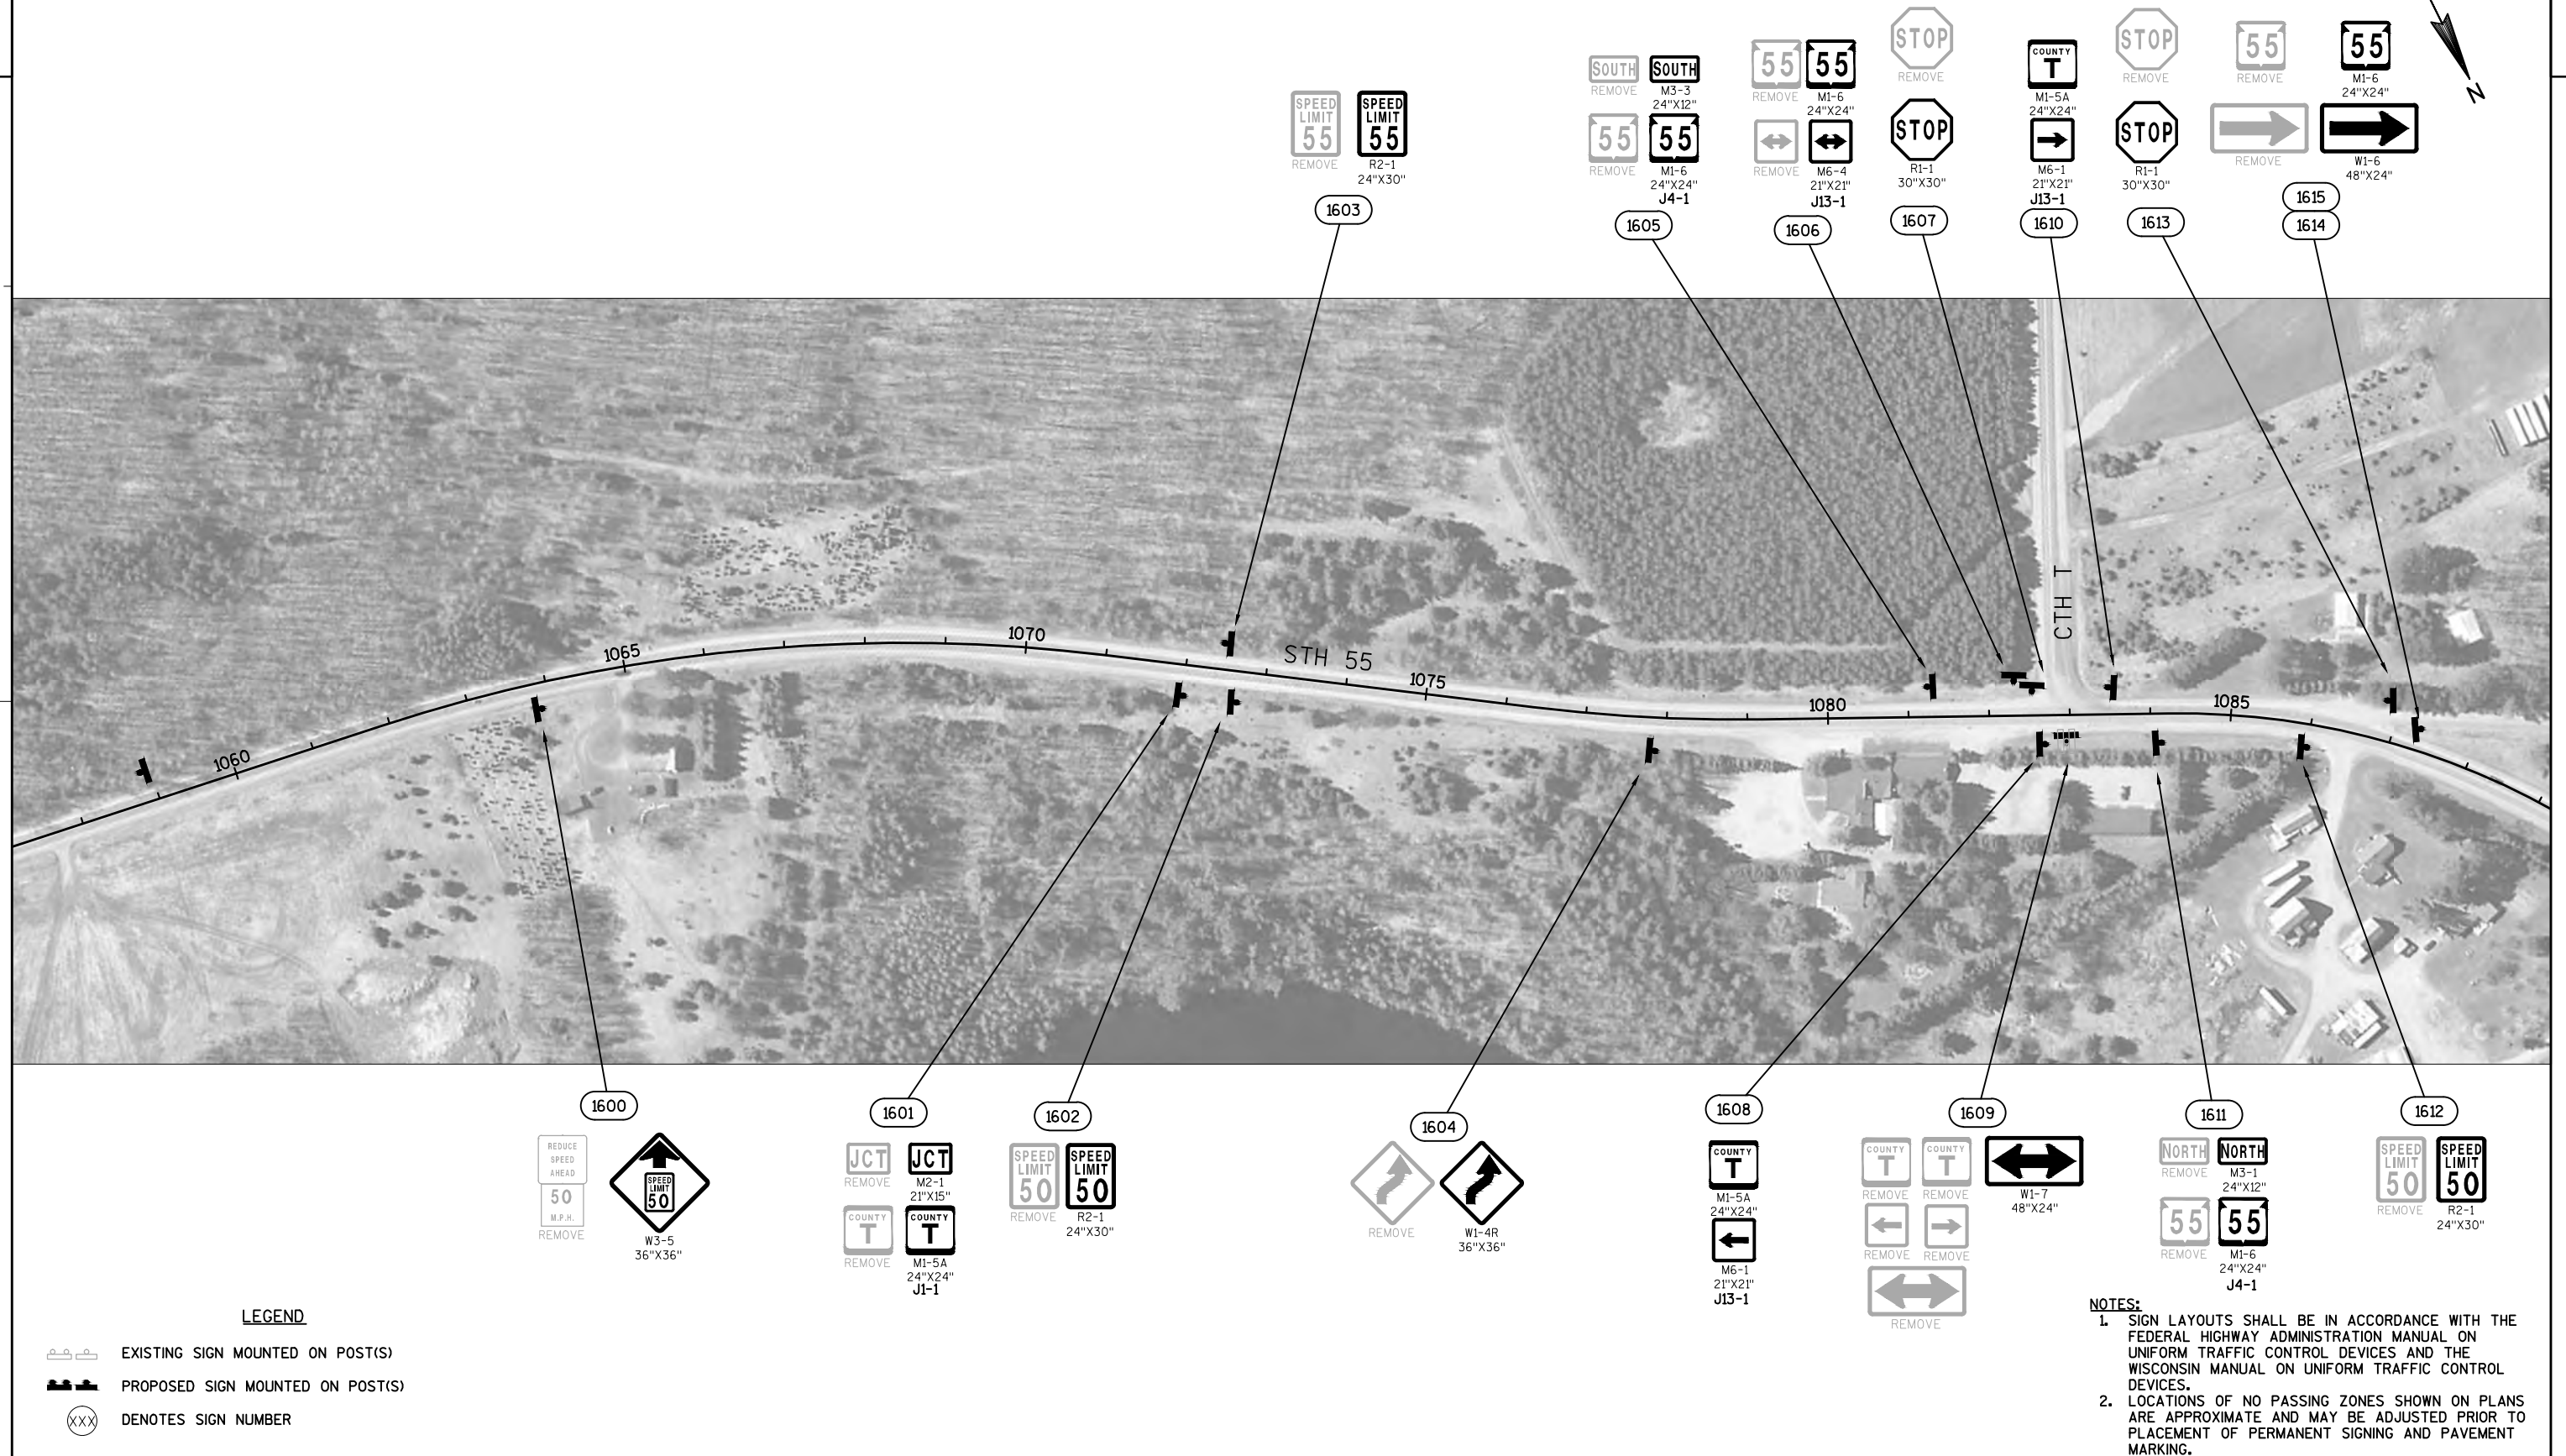 SPEED
LIMIT
55
REMOVE
SPEED
LIMIT
55
R2-1
24"X30"
1603
SOUTH
REMOVE
SOUTH
M3-3
24"X12"
55
REMOVE
55
M1-6
24"X24"
J4-1
1605
55
REMOVE
55
M1-6
24"X24"
REMOVE
M6-4
21"X21"
J13-1
1606
STOP
REMOVE
STOP
R1-1
30"X30"
1607
COUNTY
T
M1-5A
24"X24"
M6-1
21"X21"
J13-1
1610
STOP
REMOVE
STOP
R1-1
30"X30"
1613
55
REMOVE
55
M1-6
24"X24"
REMOVE
W1-6
48"X24"
1615
1614
N
1060
1065
1070
STH 55
1075
1080
CTH T
1085
1600
REDUCE
SPEED
AHEAD
50
M.P.H.
REMOVE
SPEED
LIMIT
50
W3-5
36"X36"
1601
JCT
REMOVE
JCT
M2-1
21"X15"
COUNTY
T
REMOVE
COUNTY
T
M1-5A
24"X24"
J1-1
1602
SPEED
LIMIT
50
REMOVE
SPEED
LIMIT
50
R2-1
24"X30"
1604
REMOVE
W1-4R
36"X36"
1608
COUNTY
T
M1-5A
24"X24"
M6-1
21"X21"
J13-1
1609
COUNTY
T
REMOVE
COUNTY
T
REMOVE
REMOVE
REMOVE
REMOVE
W1-7
48"X24"
1611
NORTH
REMOVE
NORTH
M3-1
24"X12"
55
REMOVE
55
M1-6
24"X24"
J4-1
1612
SPEED
LIMIT
50
REMOVE
SPEED
LIMIT
50
R2-1
24"X30"
LEGEND
EXISTING SIGN MOUNTED ON POST(S)
PROPOSED SIGN MOUNTED ON POST(S)
XXX DENOTES SIGN NUMBER
NOTES:
1. SIGN LAYOUTS SHALL BE IN ACCORDANCE WITH THE
FEDERAL HIGHWAY ADMINISTRATION MANUAL ON
UNIFORM TRAFFIC CONTROL DEVICES AND THE
WISCONSIN MANUAL ON UNIFORM TRAFFIC CONTROL
DEVICES.
2. LOCATIONS OF NO PASSING ZONES SHOWN ON PLANS
ARE APPROXIMATE AND MAY BE ADJUSTED PRIOR TO
PLACEMENT OF PERMANENT SIGNING AND PAVEMENT
MARKING.